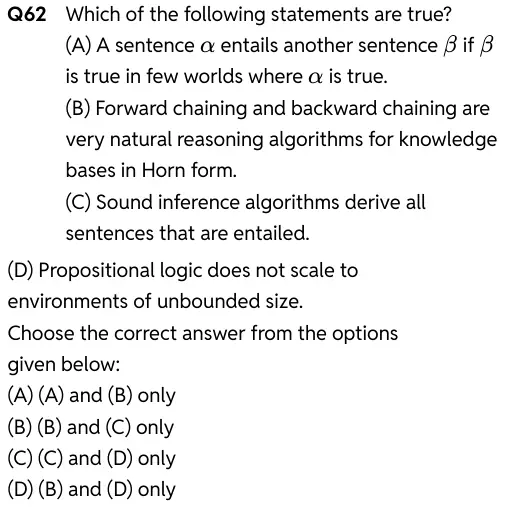 Q62 Which of the following statements are true?
(A) A sentence α entails another sentence β if β
is true in few worlds where α is true.
(B) Forward chaining and backward chaining are
very natural reasoning algorithms for knowledge
bases in Horn form.
(C) Sound inference algorithms derive all
sentences that are entailed.
(D) Propositional logic does not scale to
environments of unbounded size.
Choose the correct answer from the options
given below:
(A) (A) and (B) only
(B) (B) and (C) only
(C) (C) and (D) only
(D) (B) and (D) only